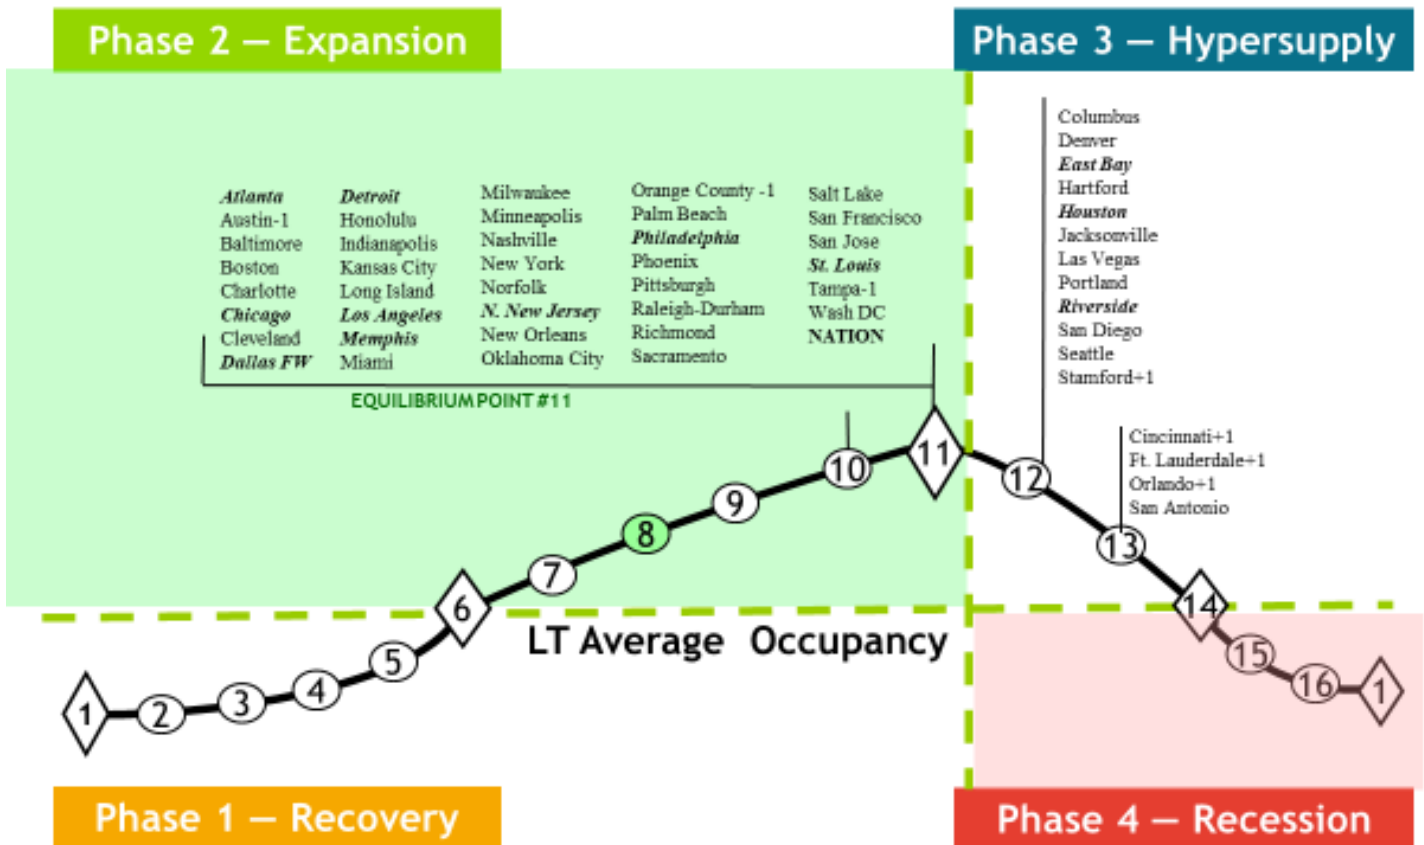 Phase 2 — Expansion
Phase 3 — Hypersupply
Atlanta
Austin-1
Baltimore
Boston
Charlotte
Chicago
Cleveland
Dallas FW
Detroit
Honolulu
Indianapolis
Kansas City
Long Island
Los Angeles
Memphis
Miami
Milwaukee
Minneapolis
Nashville
New York
Norfolk
N. New Jersey
New Orleans
Oklahoma City
Orange County -1
Palm Beach
Philadelphia
Phoenix
Pittsburgh
Raleigh-Durham
Richmond
Sacramento
Salt Lake
San Francisco
San Jose
St. Louis
Tampa-1
Wash DC
NATION
EQUILIBRIUM POINT #11
Columbus
Denver
East Bay
Hartford
Houston
Jacksonville
Las Vegas
Portland
Riverside
San Diego
Seattle
Stamford+1
Cincinnati+1
Ft. Lauderdale+1
Orlando+1
San Antonio
1
2
3
4
5
6
7
8
9
10
11
12
13
14
15
16
1
LT Average Occupancy
Phase 1 — Recovery
Phase 4 — Recession